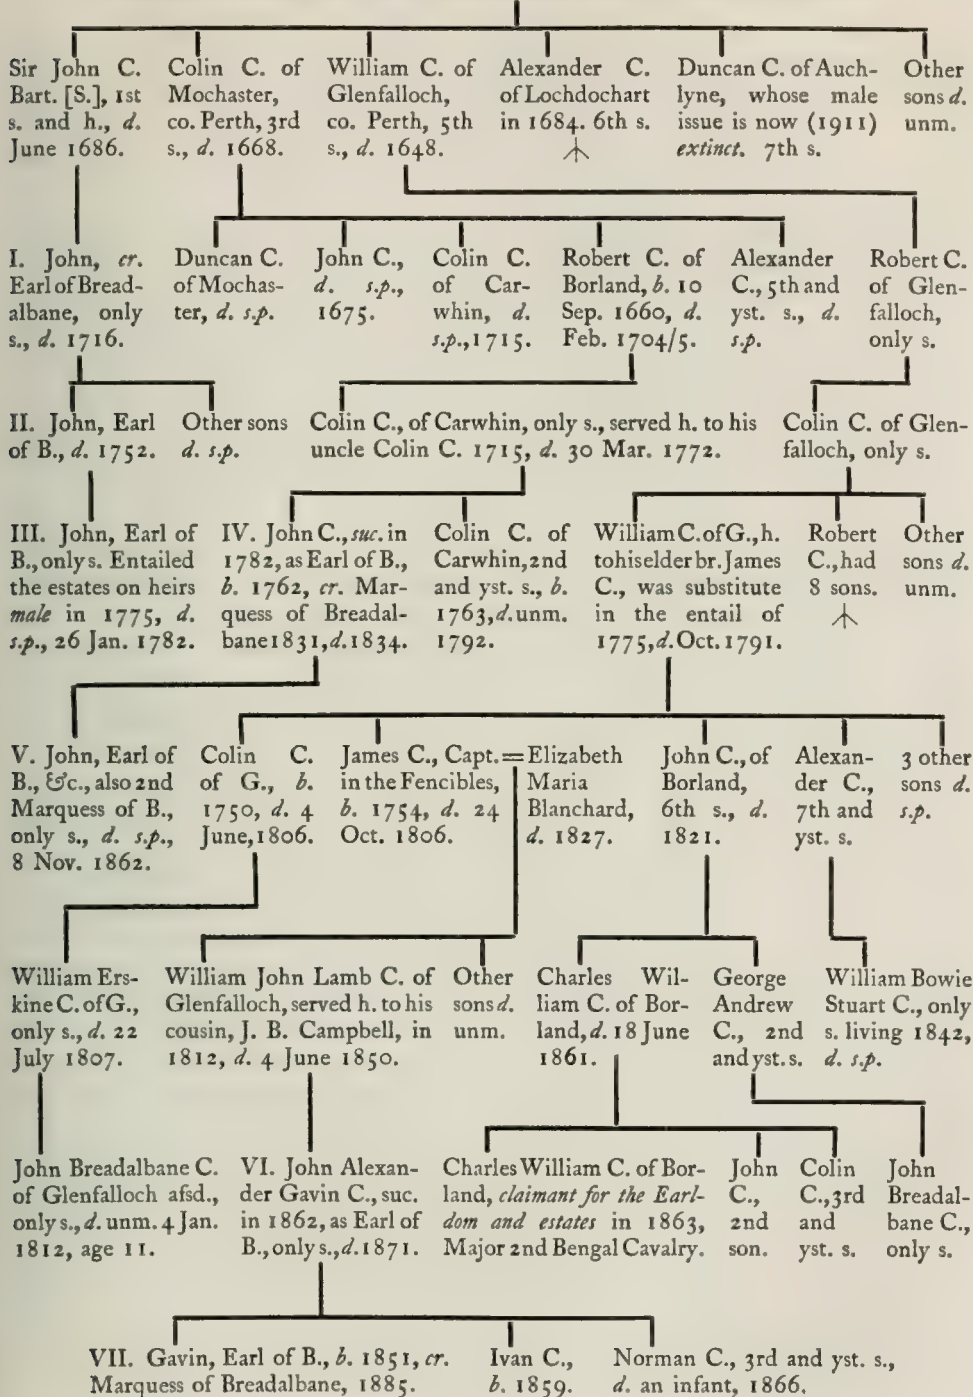 Sir John C.
Bart. [S.], 1st
s. and h., d.
June 1686.
Colin C. of
Mochaster,
co. Perth, 3rd
s., d. 1668.
William C. of
Glenfalloch,
co. Perth, 5th
s., d. 1648.
Alexander C.
of Lochdochart
in 1684. 6th s.
Duncan C. of Auch-
lyne, whose male
issue is now (1911)
extinct. 7th s.
Other
sons d.
unm.
I. John, cr.
Earl of Bread-
albane, only
s., d. 1716.
Duncan C.
of Mochas-
ter, d. s.p.
John C.,
d. s.p.,
1675.
Colin C.
of Car-
whin, d.
s.p., 1715.
Robert C. of
Borland, b. 10
Sep. 1660, d.
Feb. 1704/5.
Alexander
C., 5th and
yst. s., d.
s.p.
Robert C.
of Glen-
falloch,
only s.
II. John, Earl
of B., d. 1752.
Other sons
d. s.p.
Colin C., of Carwhin, only s., served h. to his
uncle Colin C. 1715, d. 30 Mar. 1772.
Colin C. of Glen-
falloch, only s.
III. John, Earl of
B., only s. Entailed
the estates on heirs
male in 1775, d.
s.p., 26 Jan. 1782.
IV. John C., suc. in
1782, as Earl of B.,
b. 1762, cr. Mar-
quess of Breadal-
bane 1831, d. 1834.
Colin C. of
Carwhin, 2nd
and yst. s., b.
1763, d. unm.
1792.
William C. of G., h.
to his elder br. James
C., was substitute
in the entail of
1775, d. Oct. 1791.
Robert
C., had
8 sons.
Other
sons d.
unm.
V. John, Earl of
B., &c., also 2nd
Marquess of B.,
only s., d. s.p.,
8 Nov. 1862.
Colin C.
of G., b.
1750, d. 4
June, 1806.
James C., Capt. =
in the Fencibles,
b. 1754, d. 24
Oct. 1806.
Elizabeth
Maria
Blanchard,
d. 1827.
John C., of
Borland,
6th s., d.
1821.
Alexan-
der C.,
7th and
yst. s.
3 other
sons d.
s.p.
William Ers-
kine C. of G.,
only s., d. 22
July 1807.
William John Lamb C. of
Glenfalloch, served h. to his
cousin, J. B. Campbell, in
1812, d. 4 June 1850.
Other
sons d.
unm.
Charles Wil-
liam C. of Bor-
land, d. 18 June
1861.
George
Andrew
C., 2nd
and yst. s.
William Bowie
Stuart C., only
s. living 1842,
d. s.p.
John Breadalbane C.
of Glenfalloch afsd.,
only s., d. unm. 4 Jan.
1812, age 11.
VI. John Alexan-
der Gavin C., suc.
in 1862, as Earl of
B., only s., d. 1871.
Charles William C. of Bor-
land, claimant for the Earl-
dom and estates in 1863,
Major 2nd Bengal Cavalry.
John
C.,
2nd
son.
Colin
C., 3rd
and
yst. s.
John
Breadal-
bane C.,
only s.
VII. Gavin, Earl of B., b. 1851, cr.
Marquess of Breadalbane, 1885.
Ivan C.,
b. 1859.
Norman C., 3rd and yst. s.,
d. an infant, 1866.